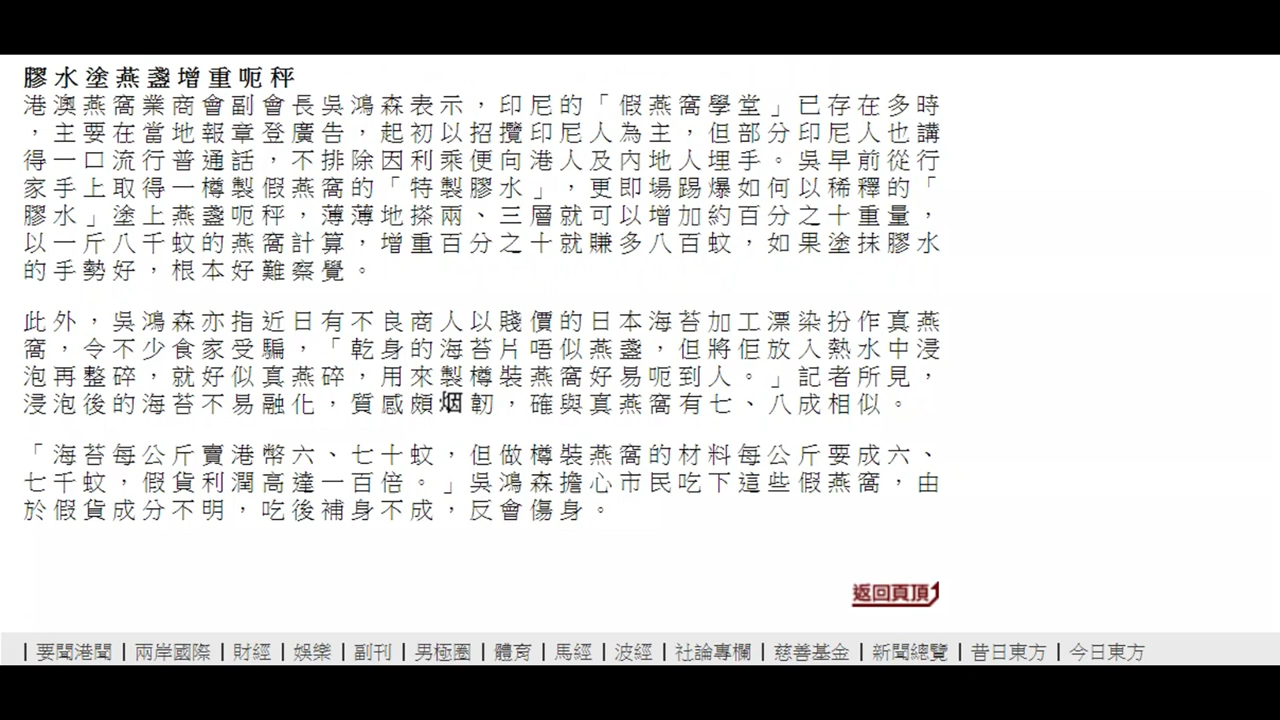 膠水塗燕盞增重呃秤
港澳燕窩業商會副會長吳鴻森表示，印尼的「假燕窩學堂」已存在多時
，主要在當地報章登廣告，起初以招攬印尼人為主，但部分印尼人也講
得一口流行普通話，不排除因利乘便向港人及內地人埋手。吳早前從行
家手上取得一樽製假燕窩的「特製膠水」，更即場踢爆如何以稀釋的「
膠水」塗上燕盞呃秤，薄薄地搽兩、三層就可以增加約百分之十重量，
以一斤八千蚊的燕窩計算，增重百分之十就賺多八百蚊，如果塗抹膠水
的手勢好，根本好難察覺。
此外，吳鴻森亦指近日有不良商人以賤價的日本海苔加工漂染扮作真燕
窩，令不少食家受騙，「乾身的海苔片唔似燕盞，但將佢放入熱水中浸
泡再整碎，就好似真燕碎，用來製樽裝燕窩好易呃到人。」記者所見，
浸泡後的海苔不易融化，質感頗烟韌，確與真燕窩有七、八成相似。
「海苔每公斤賣港幣六、七十蚊，但做樽裝燕窩的材料每公斤要成六、
七千蚊，假貨利潤高達一百倍。」吳鴻森擔心市民吃下這些假燕窩，由
於假貨成分不明，吃後補身不成，反會傷身。
返回頁頂
| 要聞港聞 | 兩岸國際 | 財經 | 娛樂 | 副刊 | 男極圈 | 體育 | 馬經 | 波經 | 社論專欄 | 慈善基金 | 新聞總覽 | 昔日東方 | 今日東方